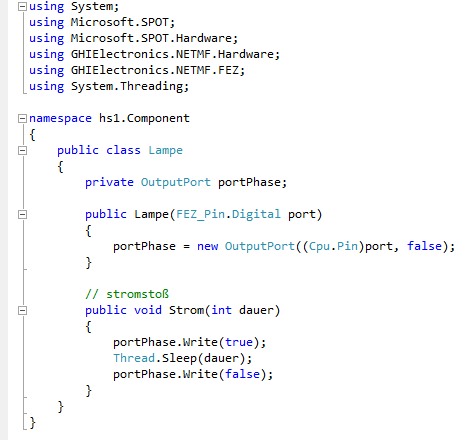 using System;
using Microsoft.SPOT;
using Microsoft.SPOT.Hardware;
using GHIElectronics.NETMF.Hardware;
using GHIElectronics.NETMF.FEZ;
using System.Threading;

namespace hs1.Component
{
    public class Lampe
    {
        private OutputPort portPhase;

        public Lampe(FEZ_Pin.Digital port)
        {
            portPhase = new OutputPort((Cpu.Pin)port, false);
        }

        // stromstoß
        public void Strom(int dauer)
        {
            portPhase.Write(true);
            Thread.Sleep(dauer);
            portPhase.Write(false);
        }
    }
}